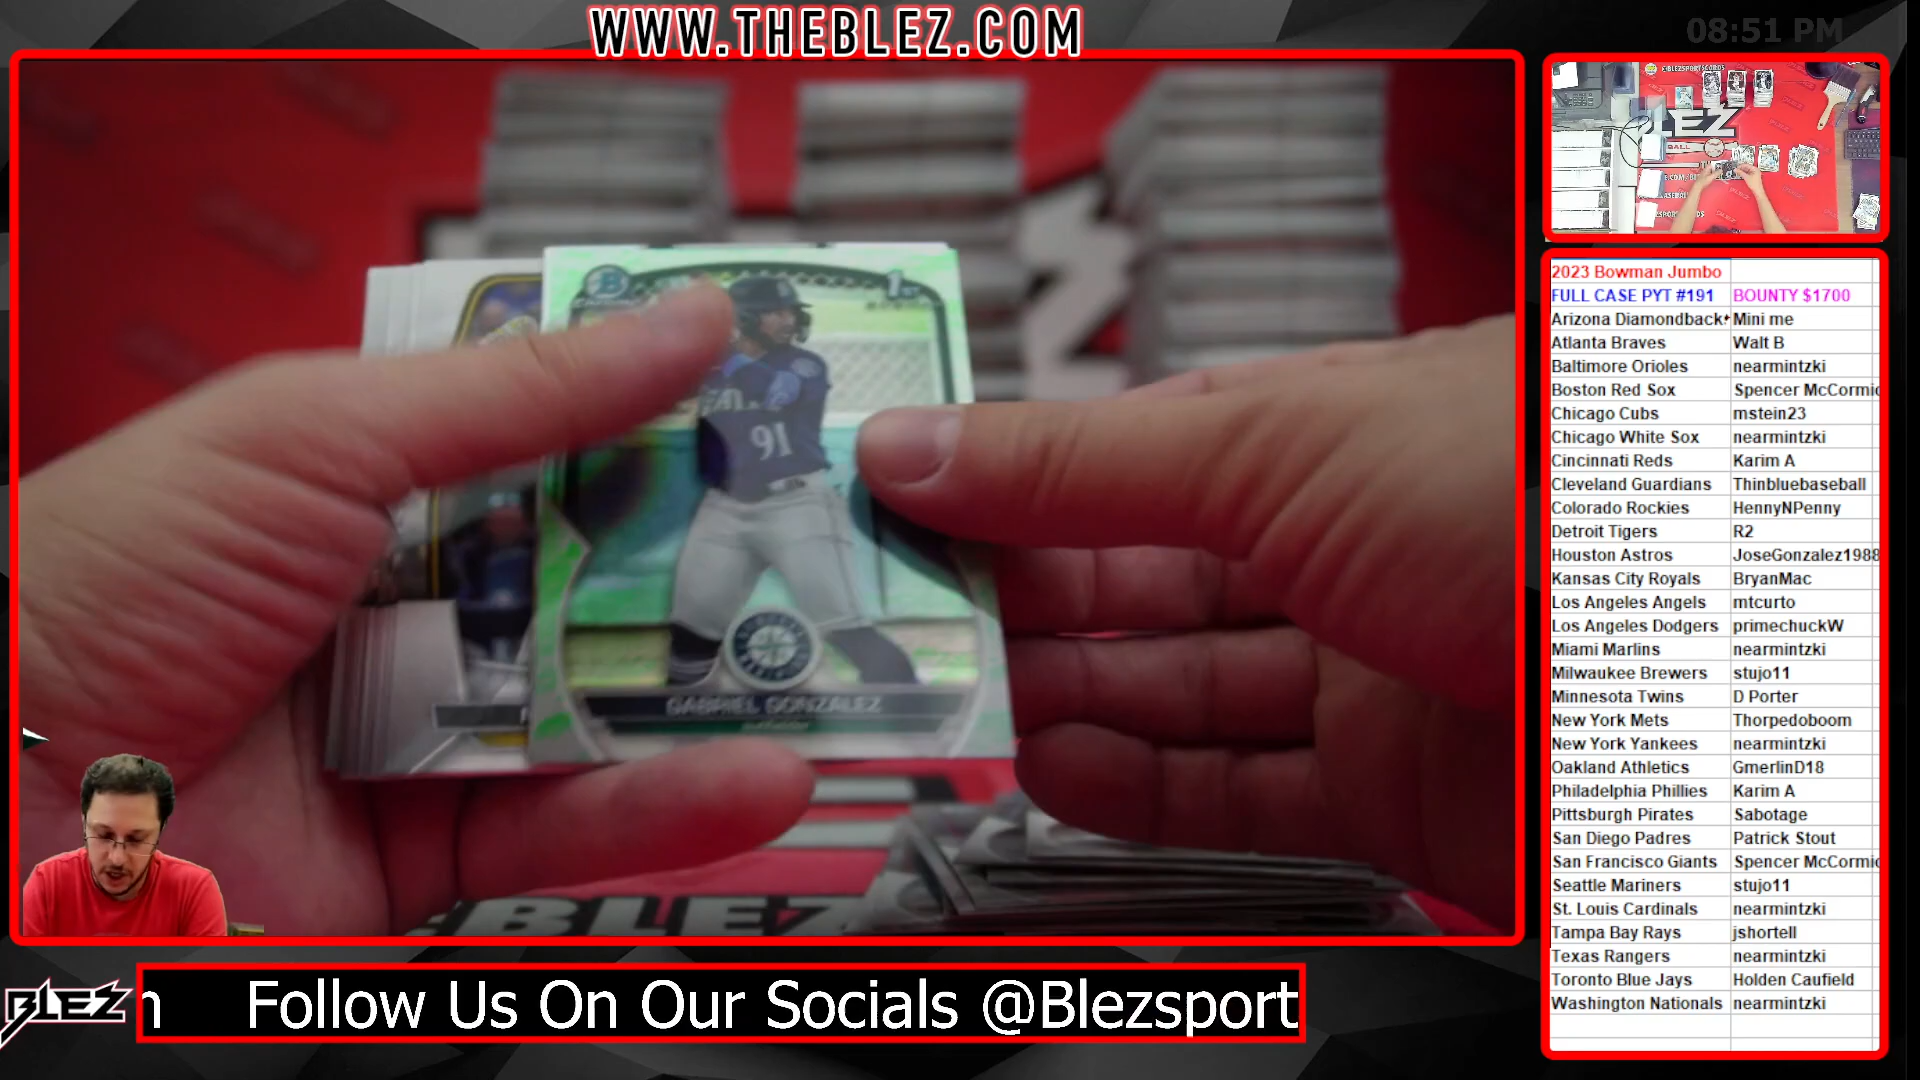 WWW.THEBLEZ.COM
08:51 PM
1ST
91
GABRIEL GONZALEZ
BLEZ
2023 Bowman Jumbo
FULL CASE PYT #191 BOUNTY $1700
Arizona Diamondback Mini me
Atlanta Braves Walt B
Baltimore Orioles nearmintzki
Boston Red Sox Spencer McCormic
Chicago Cubs mstein23
Chicago White Sox nearmintzki
Cincinnati Reds Karim A
Cleveland Guardians Thinbluebaseball
Colorado Rockies HennyNPenny
Detroit Tigers R2
Houston Astros JoseGonzalez1988
Kansas City Royals BryanMac
Los Angeles Angels mtcurto
Los Angeles Dodgers primechuckW
Miami Marlins nearmintzki
Milwaukee Brewers stujo11
Minnesota Twins D Porter
New York Mets Thorpedoboom
New York Yankees nearmintzki
Oakland Athletics GmerlinD18
Philadelphia Phillies Karim A
Pittsburgh Pirates Sabotage
San Diego Padres Patrick Stout
San Francisco Giants Spencer McCormic
Seattle Mariners stujo11
St. Louis Cardinals nearmintzki
Tampa Bay Rays jshortell
Texas Rangers nearmintzki
Toronto Blue Jays Holden Caufield
Washington Nationals nearmintzki
BLEZ
Follow Us On Our Socials @Blezsport